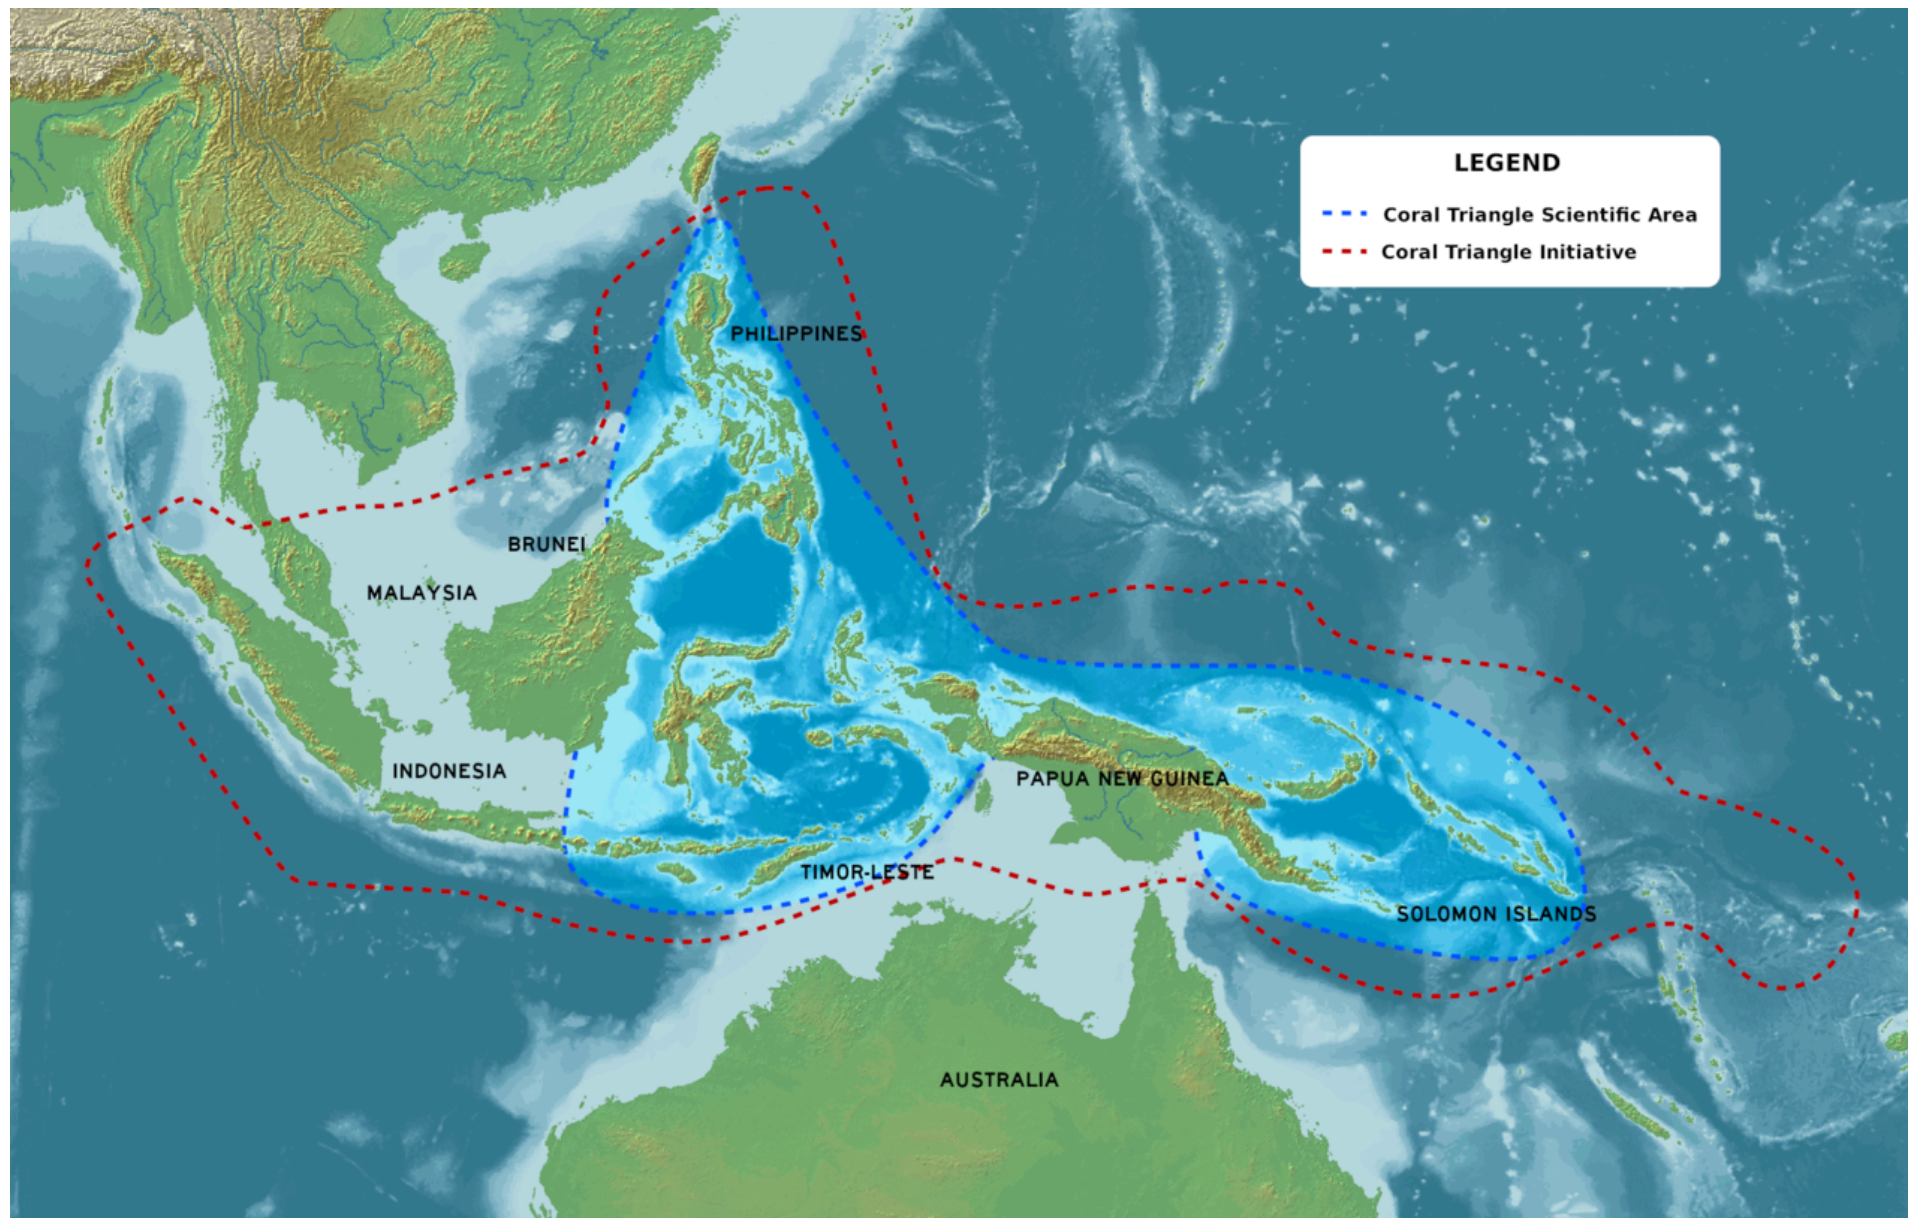 LEGEND
Coral Triangle Scientific Area
Coral Triangle Initiative
PHILIPPINES
BRUNEI
MALAYSIA
INDONESIA
PAPUA NEW GUINEA
TIMOR-LESTE
SOLOMON ISLANDS
AUSTRALIA